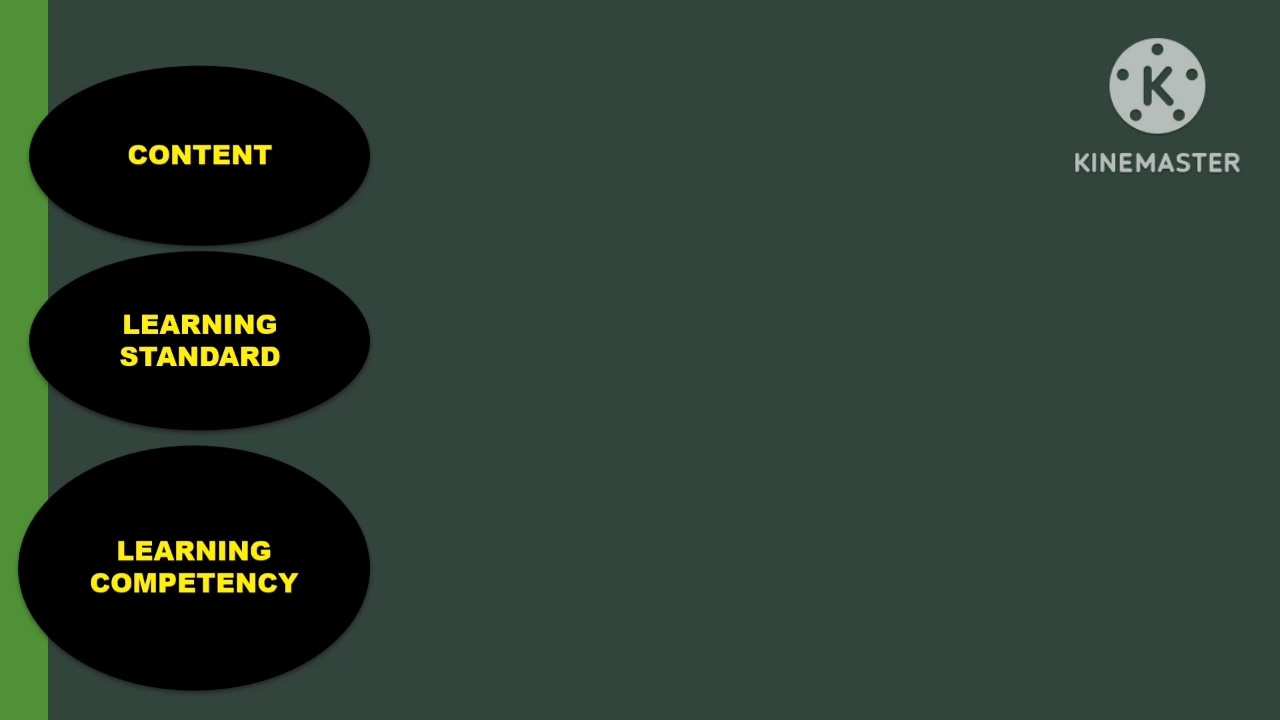 CONTENT
KINEMASTER
LEARNING
STANDARD
LEARNING
COMPETENCY